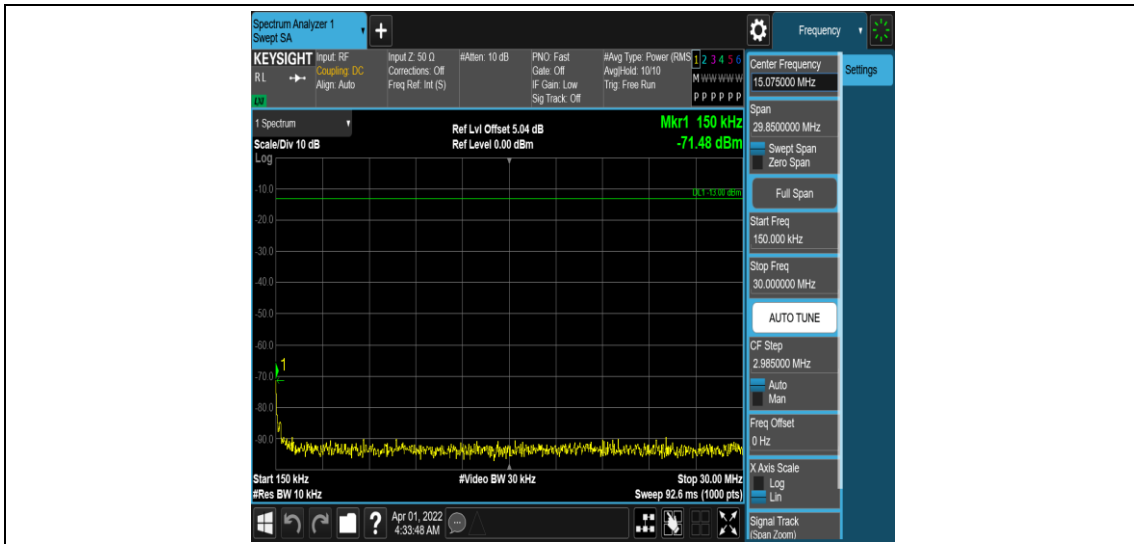 Spectrum Analyzer 1
Swept SA
Frequency
KEYSIGHT
RL
LXI
Input: RF
Coupling: DC
Align: Auto
Input Z: 50 Ω
Corrections: Off
Freq Ref: Int (S)
#Atten: 10 dB
PNO: Fast
Gate: Off
IF Gain: Low
Sig Track: Off
#Avg Type: Power (RMS
Avg|Hold: 10/10
Trig: Free Run
1 2 3 4 5 6
M W W W W W
P P P P P P
1 Spectrum
Scale/Div 10 dB
Ref Lvl Offset 5.04 dB
Ref Level 0.00 dBm
Mkr1 150 kHz
-71.48 dBm
Log
DL1 -13.00 dBm
-10.0
-20.0
-30.0
-40.0
-50.0
-60.0
1
-70.0
-80.0
-90.0
Start 150 kHz
#Video BW 30 kHz
Stop 30.00 MHz
#Res BW 10 kHz
Sweep 92.6 ms (1000 pts)
?
Apr 01, 2022
4:33:48 AM
Center Frequency
15.075000 MHz
Settings
Span
29.8500000 MHz
Swept Span
Zero Span
Full Span
Start Freq
150.000 kHz
Stop Freq
30.000000 MHz
AUTO TUNE
CF Step
2.985000 MHz
Auto
Man
Freq Offset
0 Hz
X Axis Scale
Log
Lin
Signal Track
(Span Zoom)